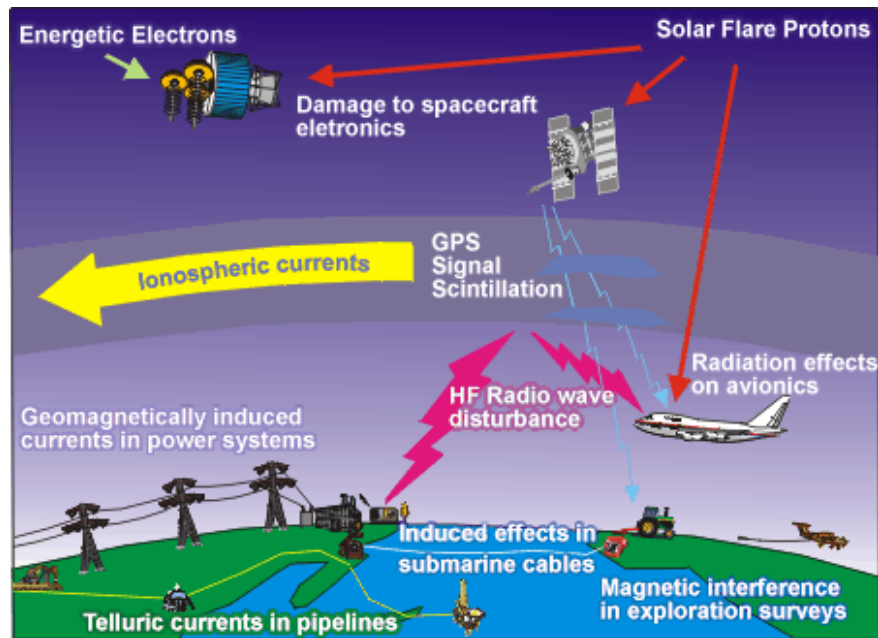 Energetic Electrons
Solar Flare Protons
Damage to spacecraft
eletronics
GPS
Signal
Scintillation
Ionospheric currents
Radiation effects
on avionics
HF Radio wave
disturbance
Geomagnetically induced
currents in power systems
Induced effects in
submarine cables
Magnetic interference
in exploration surveys
Telluric currents in pipelines